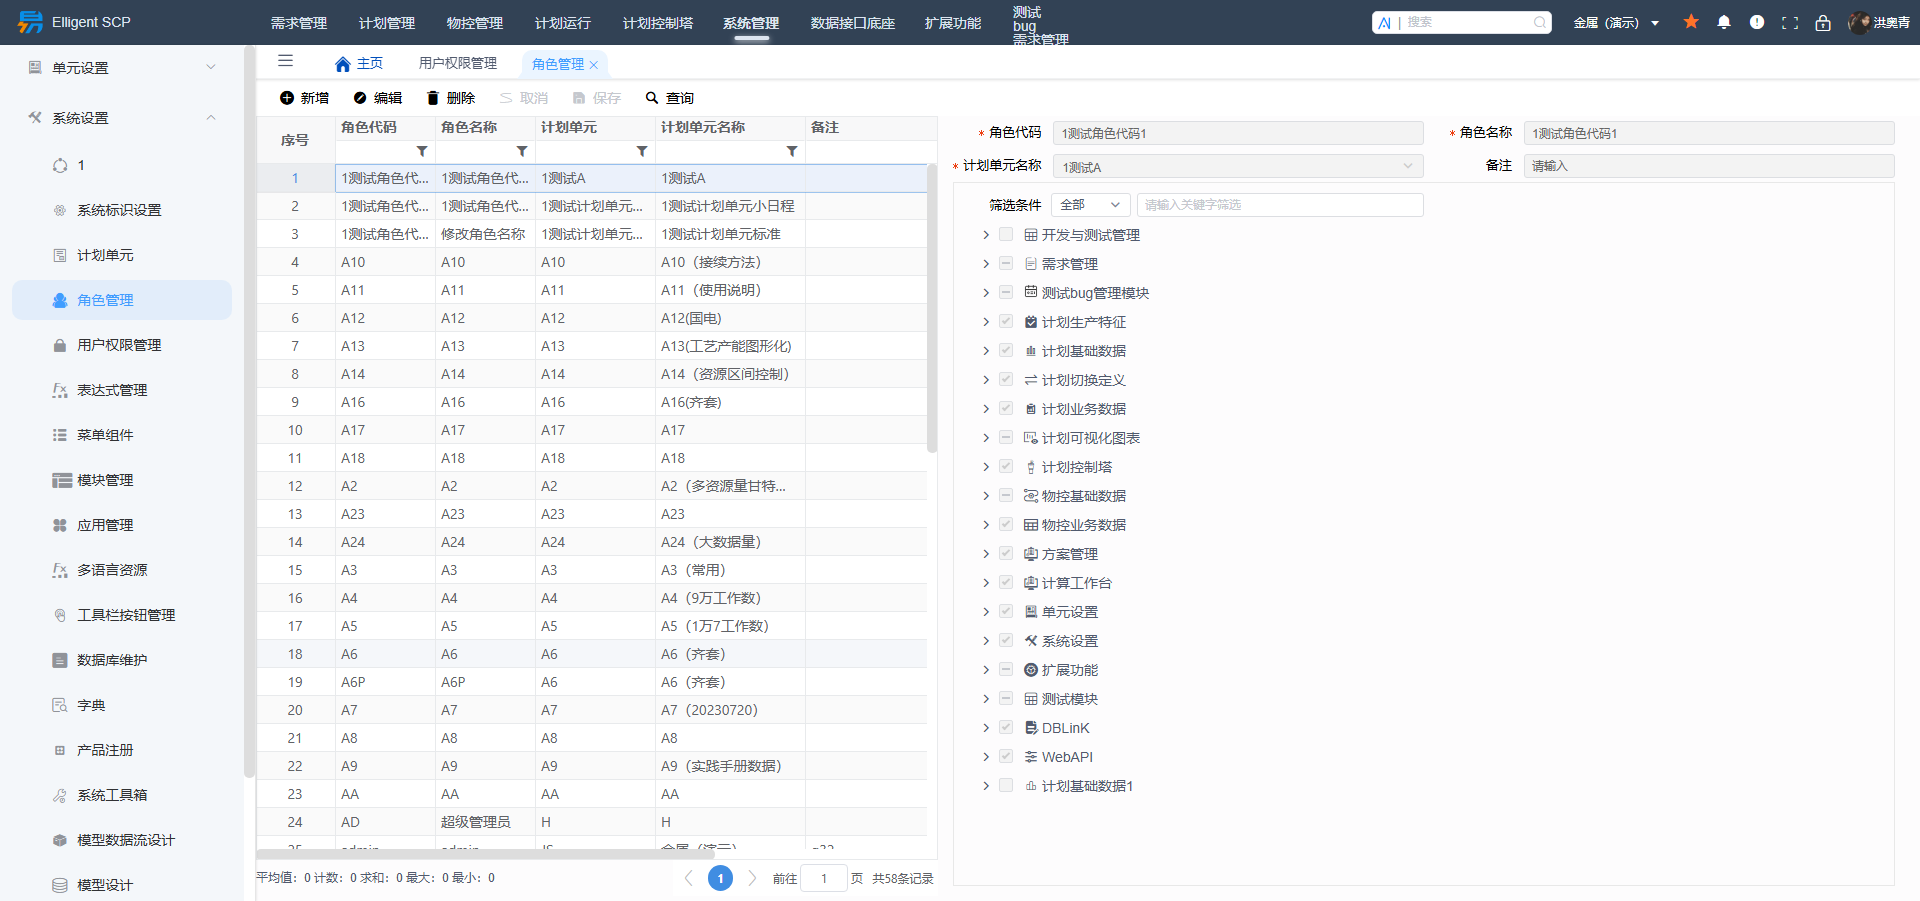 Elligent SCP
需求管理 计划管理 物控管理 计划运行 计划控制塔 系统管理 数据接口底座 扩展功能
测试
bug
需求管理
AI | 搜索
金属（演示）
洪奥青
单元设置
系统设置
1
系统标识设置
计划单元
角色管理
用户权限管理
表达式管理
菜单组件
模块管理
应用管理
多语言资源
工具栏按钮管理
数据库维护
字典
产品注册
系统工具箱
模型数据流设计
模型设计
主页 用户权限管理 角色管理
新增 编辑 删除 取消 保存 查询
序号 角色代码 角色名称 计划单元 计划单元名称 备注
1 1测试角色代... 1测试角色代... 1测试A 1测试A
2 1测试角色代... 1测试角色代... 1测试计划单元... 1测试计划单元小日程
3 1测试角色代... 修改角色名称 1测试计划单元... 1测试计划单元标准
4 A10 A10 A10 A10（接续方法）
5 A11 A11 A11 A11（使用说明）
6 A12 A12 A12 A12(国电)
7 A13 A13 A13 A13(工艺产能图形化)
8 A14 A14 A14 A14（资源区间控制）
9 A16 A16 A16 A16(齐套)
10 A17 A17 A17 A17
11 A18 A18 A18 A18
12 A2 A2 A2 A2（多资源量甘特...
13 A23 A23 A23 A23
14 A24 A24 A24 A24（大数据量）
15 A3 A3 A3 A3（常用）
16 A4 A4 A4 A4（9万工作数）
17 A5 A5 A5 A5（1万7工作数）
18 A6 A6 A6 A6（齐套）
19 A6P A6P A6 A6（齐套）
20 A7 A7 A7 A7（20230720）
21 A8 A8 A8 A8
22 A9 A9 A9 A9（实践手册数据）
23 AA AA AA AA
24 AD 超级管理员 H H
25 admin admin JS 金属（演示） a32
平均值：0 计数：0 求和：0 最大：0 最小：0
1 前往 1 页 共58条记录
* 角色代码 1测试角色代码1 * 角色名称 1测试角色代码1
* 计划单元名称 1测试A 备注 请输入
筛选条件 全部 请输入关键字筛选
开发与测试管理
需求管理
测试bug管理模块
计划生产特征
计划基础数据
计划切换定义
计划业务数据
计划可视化图表
计划控制塔
物控基础数据
物控业务数据
方案管理
计算工作台
单元设置
系统设置
扩展功能
测试模块
DBLinK
WebAPI
计划基础数据1